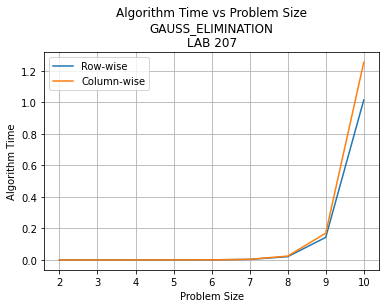 Algorithm Time vs Problem Size
GAUSS_ELIMINATION
LAB 207
Row-wise
Column-wise
Algorithm Time
1.2
1.0
0.8
0.6
0.4
0.2
0.0
2 3 4 5 6 7 8 9 10
Problem Size